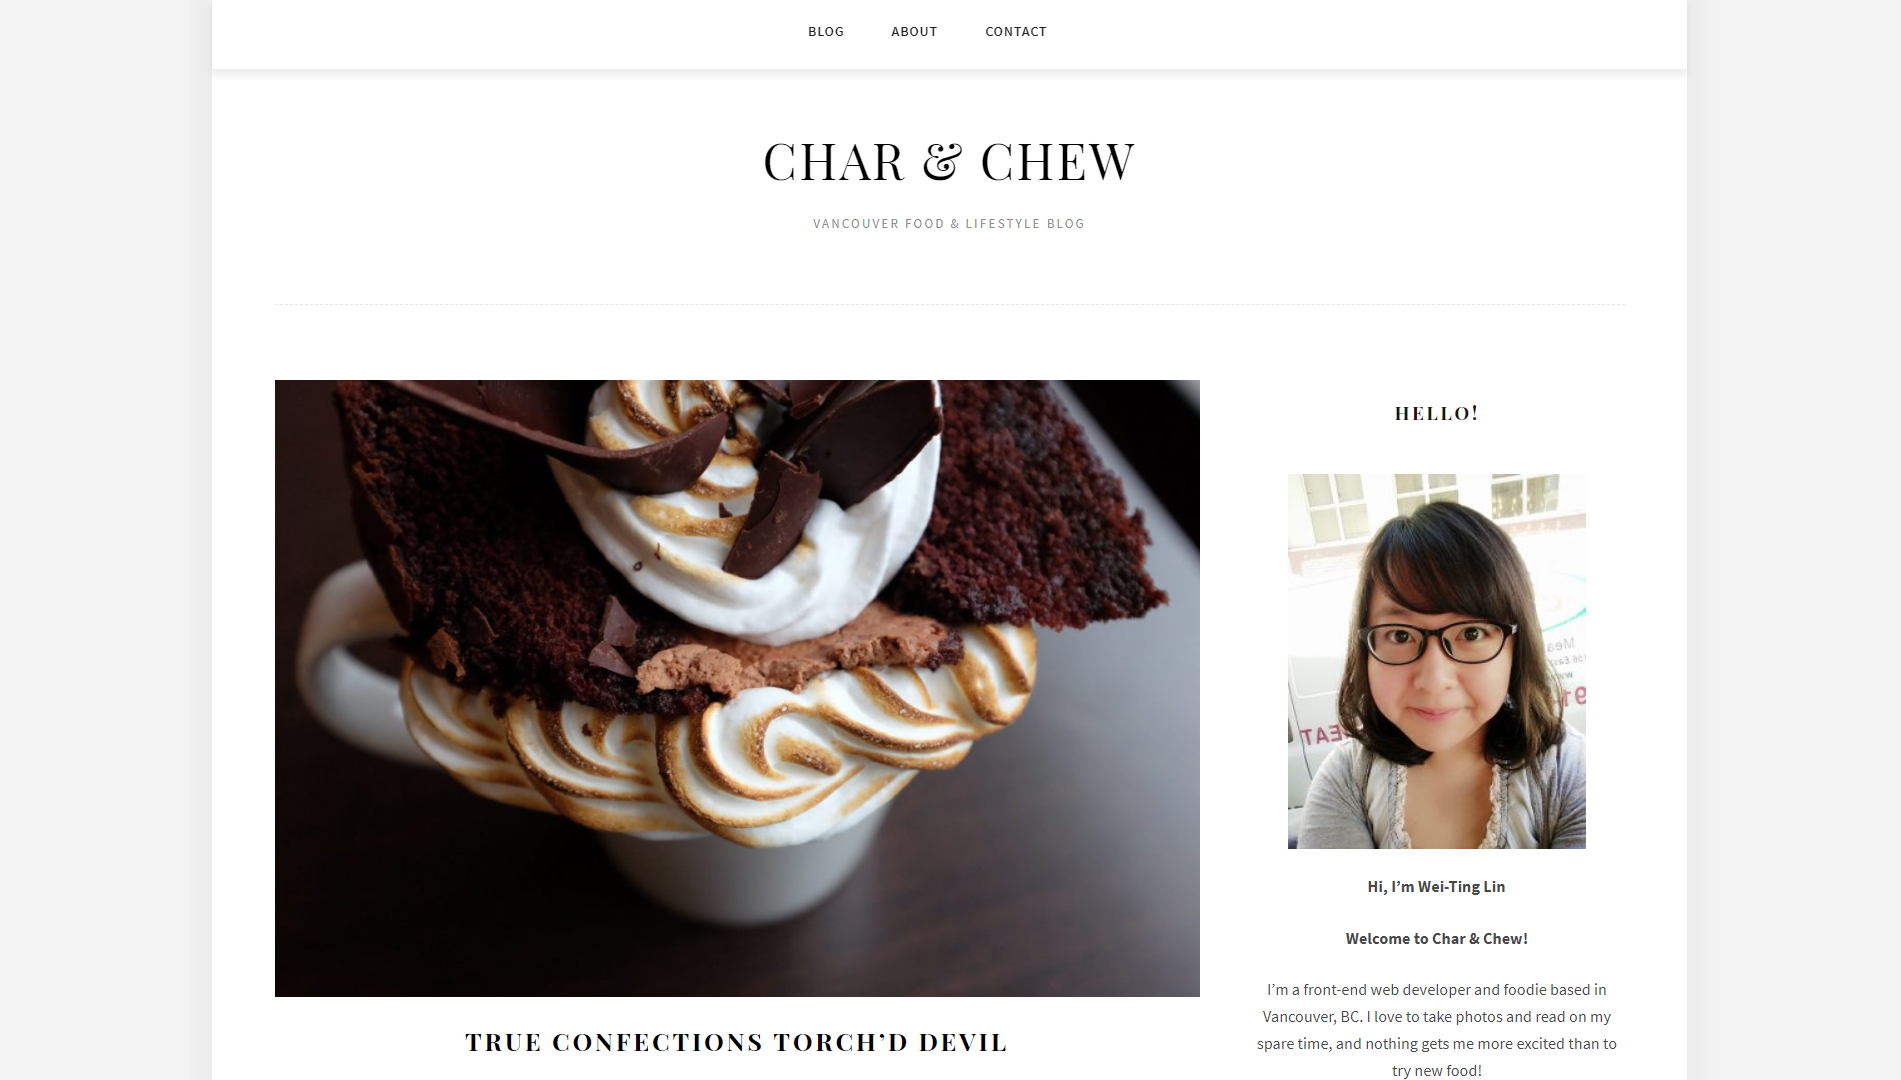 BLOG ABOUT CONTACT
CHAR & CHEW
VANCOUVER FOOD & LIFESTYLE BLOG
TRUE CONFECTIONS TORCH’D DEVIL
HELLO!
Hi, I’m Wei-Ting Lin
Welcome to Char & Chew!
I’m a front-end web developer and foodie based in
Vancouver, BC. I love to take photos and read on my
spare time, and nothing gets me more excited than to
try new food!